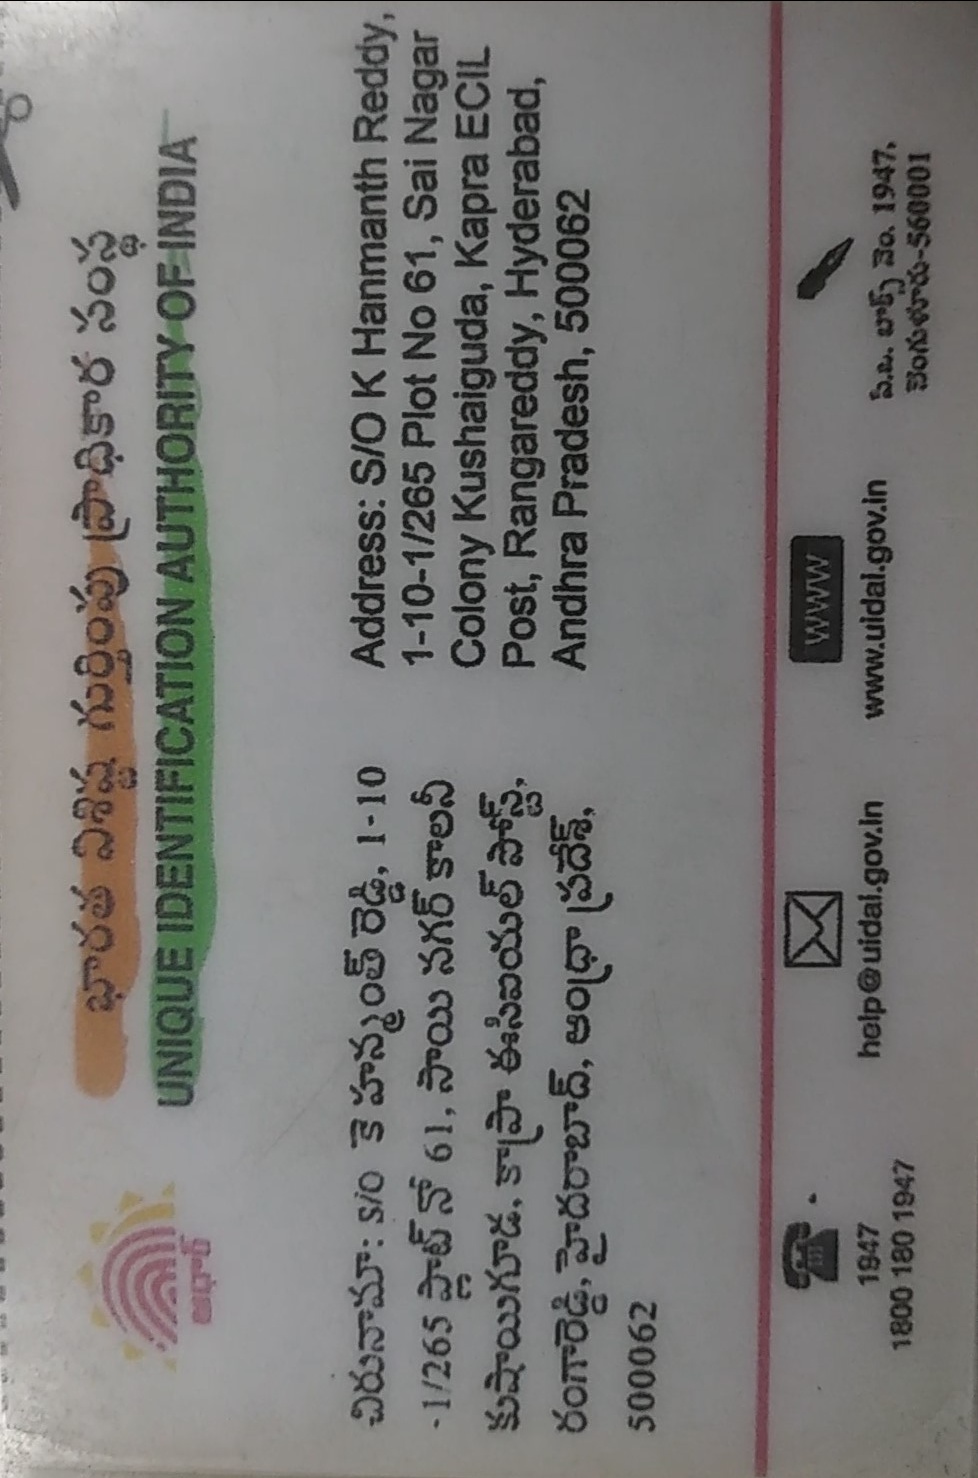 భారత విశిష్ట గుర్తింపు ప్రాధికార సంస్థ
UNIQUE IDENTIFICATION AUTHORITY OF INDIA
ఆధార్
చిరునామా: S/O కె హన్మంత్ రెడ్డి, 1-10
-1/265 ప్లాట్ నో 61, సాయి నగర్ కాలనీ
కుషాయిగూడ, కాప్రా ఈసిఐయల్ పోస్ట్,
రంగారెడ్డి, హైదరాబాద్, ఆంధ్రా ప్రదేశ్,
500062
Address: S/O K Hanmanth Reddy,
1-10-1/265 Plot No 61, Sai Nagar
Colony Kushaiguda, Kapra ECIL
Post, Rangareddy, Hyderabad,
Andhra Pradesh, 500062
1947
1800 180 1947
help@uidai.gov.in
WWW
www.uidai.gov.in
పి.ఒ. బాక్స్ నెం. 1947,
బెంగుళూరు-560001